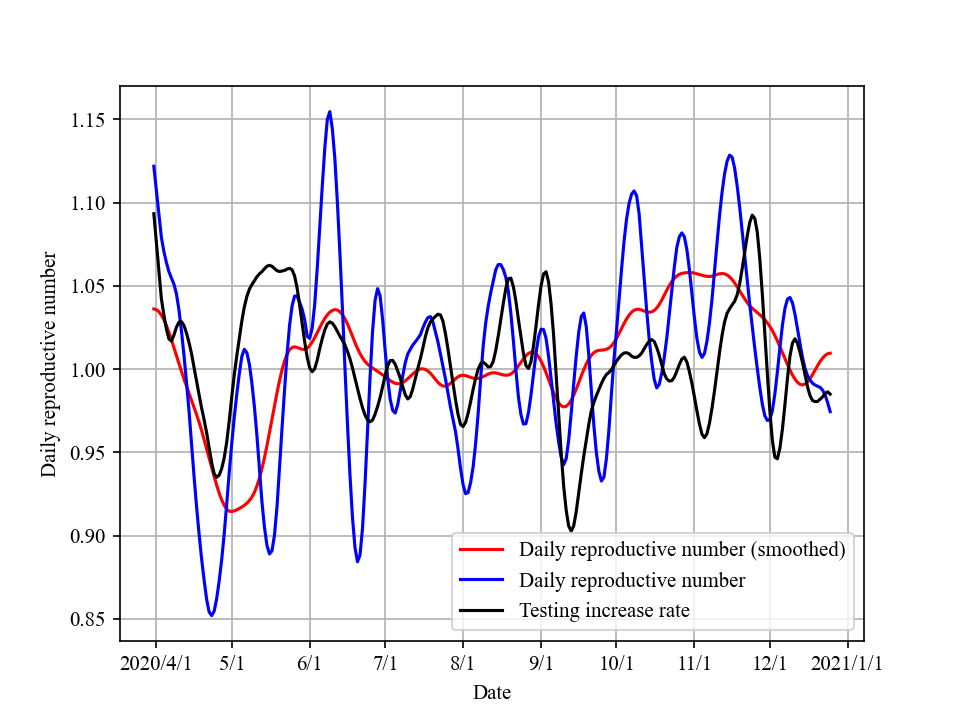 Daily reproductive number
1.15
1.10
1.05
1.00
0.95
0.90
0.85
Daily reproductive number (smoothed)
Daily reproductive number
Testing increase rate
2020/4/1 5/1 6/1 7/1 8/1 9/1 10/1 11/1 12/1 2021/1/1
Date